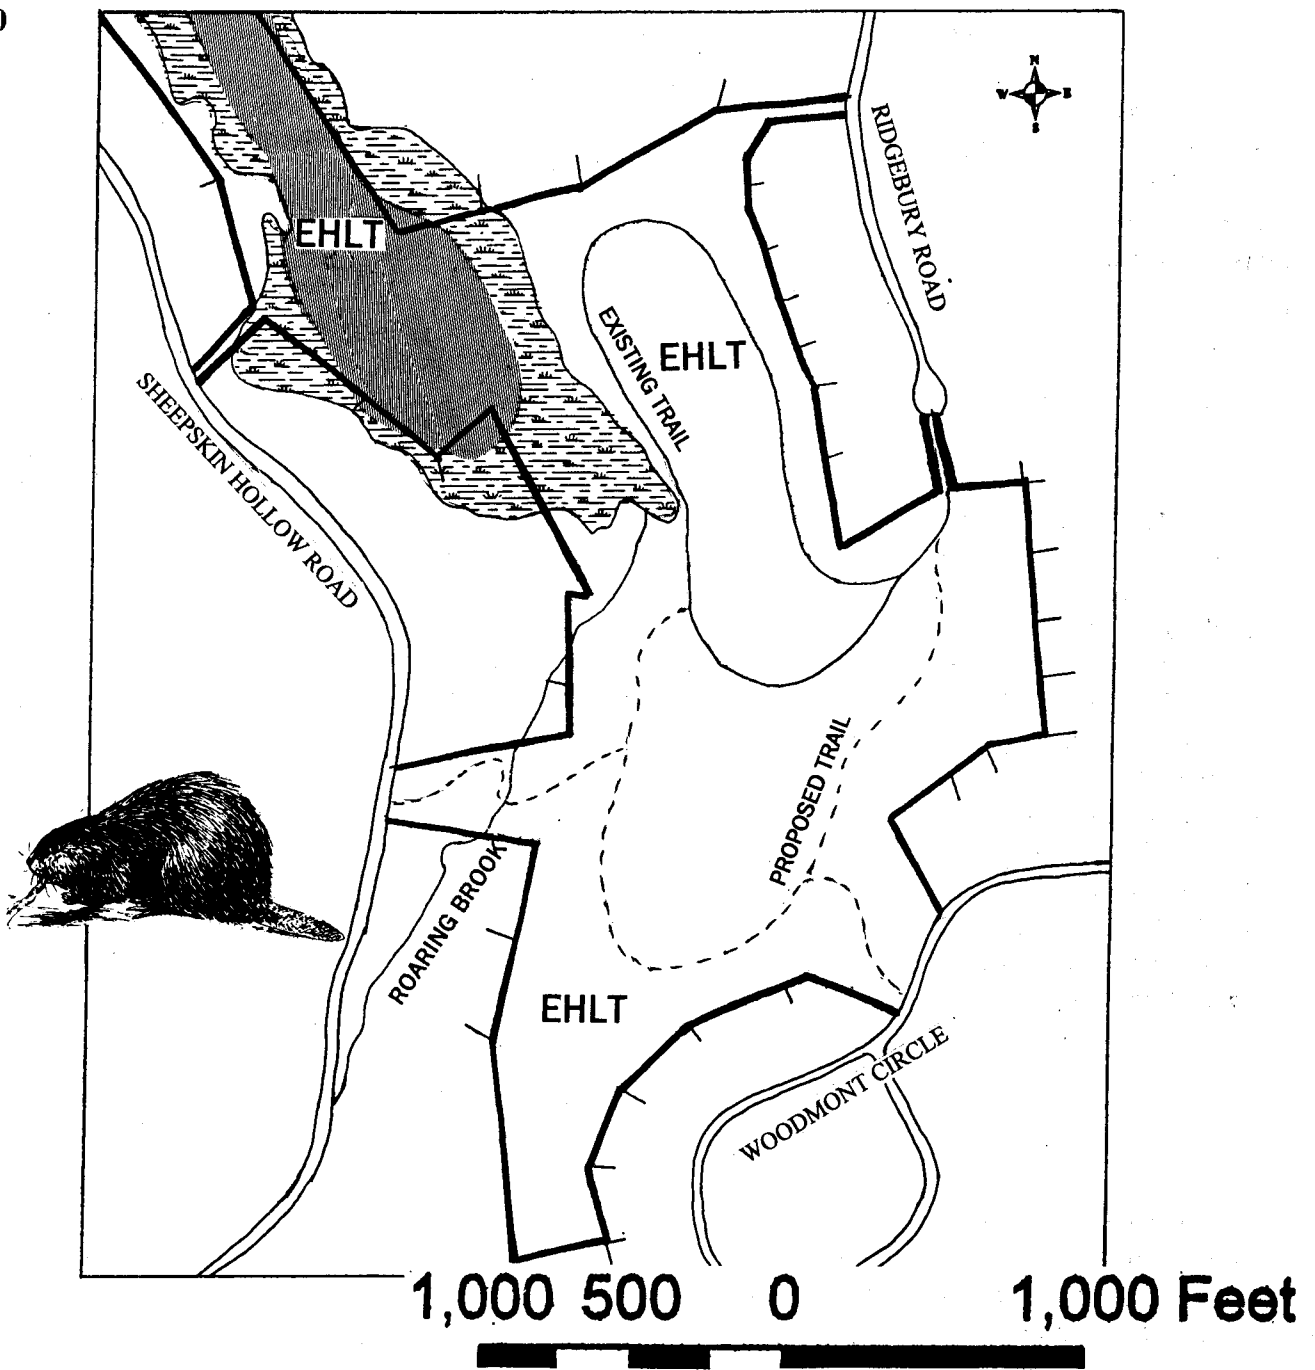 N
W E
S
RIDGEBURY ROAD
EHLT
EXISTING TRAIL
EHLT
SHEEPSKIN HOLLOW ROAD
PROPOSED TRAIL
ROARING BROOK
EHLT
WOODMONT CIRCLE
1,000 500 0 1,000 Feet